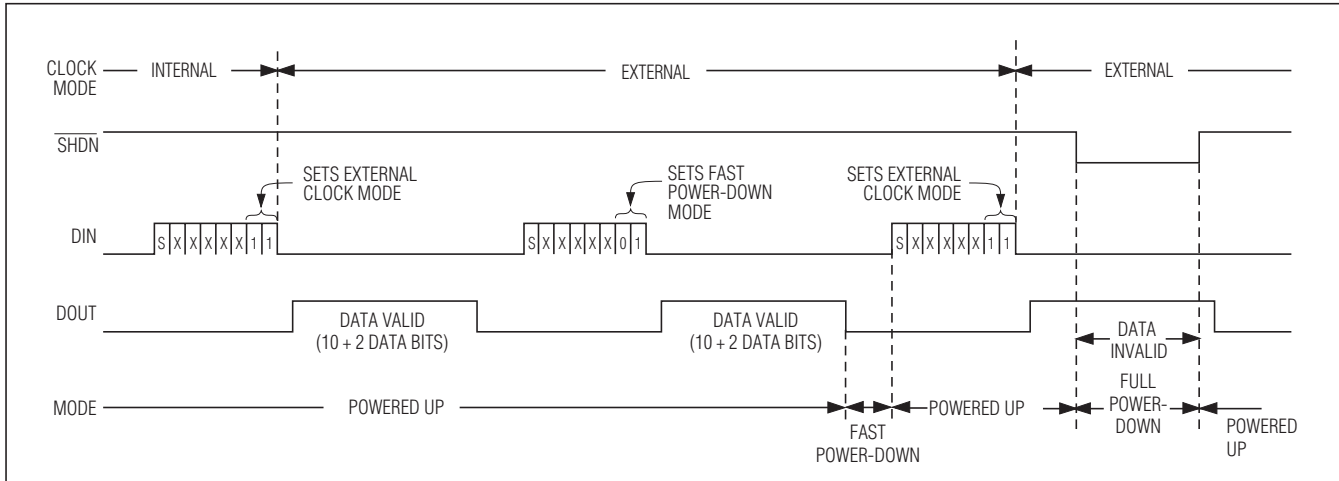 CLOCK
MODE
INTERNAL
EXTERNAL
EXTERNAL
SHDN
SETS EXTERNAL
CLOCK MODE
SETS FAST
POWER-DOWN
MODE
SETS EXTERNAL
CLOCK MODE
DIN
S X X X X X 1 1
S X X X X X 0 1
S X X X X X 1 1
DOUT
DATA VALID
(10 + 2 DATA BITS)
DATA VALID
(10 + 2 DATA BITS)
DATA
INVALID
MODE
POWERED UP
FAST
POWER-DOWN
POWERED UP
FULL
POWER-
DOWN
POWERED
UP